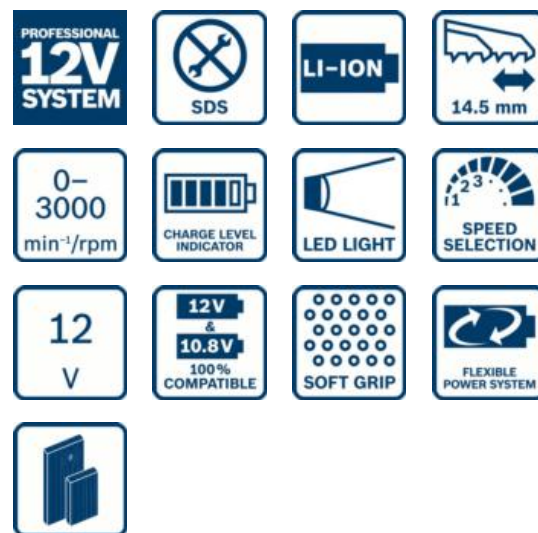 PROFESSIONAL
12V
SYSTEM
SDS
LI-ION
14.5 mm
0–
3000
min⁻¹/rpm
CHARGE LEVEL
INDICATOR
LED LIGHT
1 2 3
SPEED
SELECTION
12
V
12V
&
10.8V
100%
COMPATIBLE
SOFT GRIP
FLEXIBLE
POWER SYSTEM